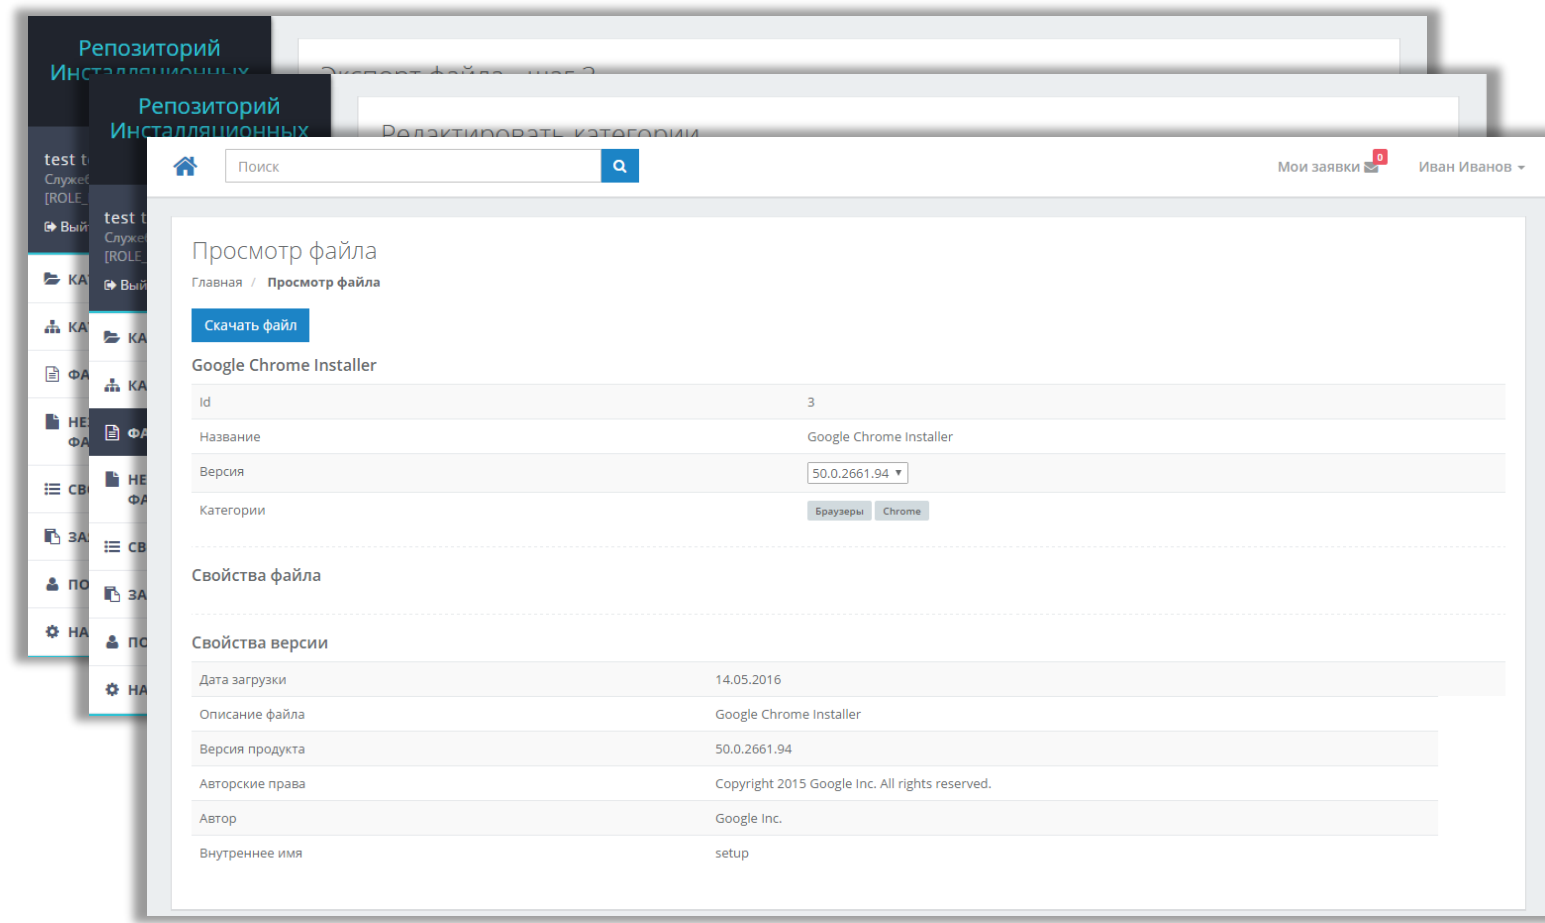 Репозиторий
Репозиторий
test
Выйт
test
Поиск
Мои заявки 0
Иван Иванов
Просмотр файла
Главная / Просмотр файла
Скачать файл
Google Chrome Installer
Id 3
Название Google Chrome Installer
Версия 50.0.2661.94
Категории Браузеры Chrome
Свойства файла
Свойства версии
Дата загрузки 14.05.2016
Описание файла Google Chrome Installer
Версия продукта 50.0.2661.94
Авторские права Copyright 2015 Google Inc. All rights reserved.
Автор Google Inc.
Внутреннее имя setup